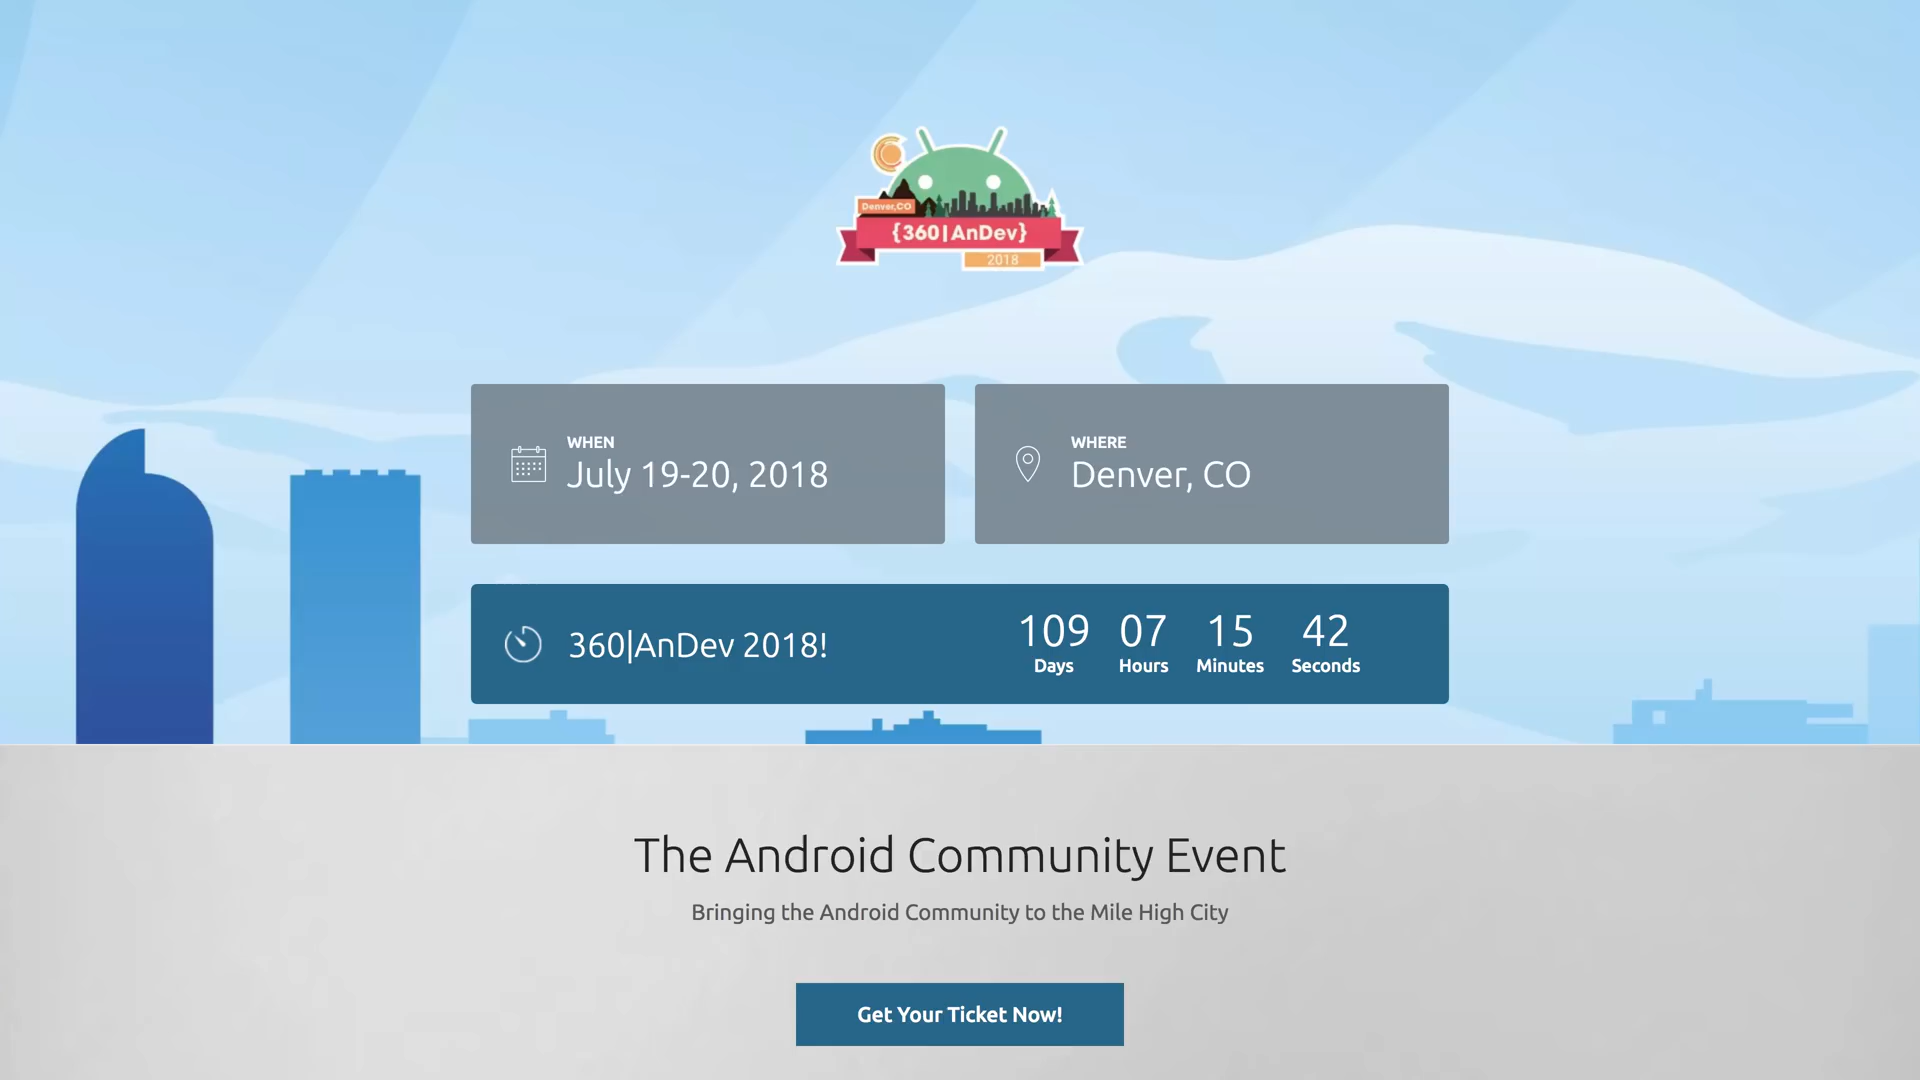 Denver,CO
{360|AnDev}
2018
WHEN
July 19-20, 2018
WHERE
Denver, CO
360|AnDev 2018!
109 07 15 42
Days Hours Minutes Seconds
The Android Community Event
Bringing the Android Community to the Mile High City
Get Your Ticket Now!